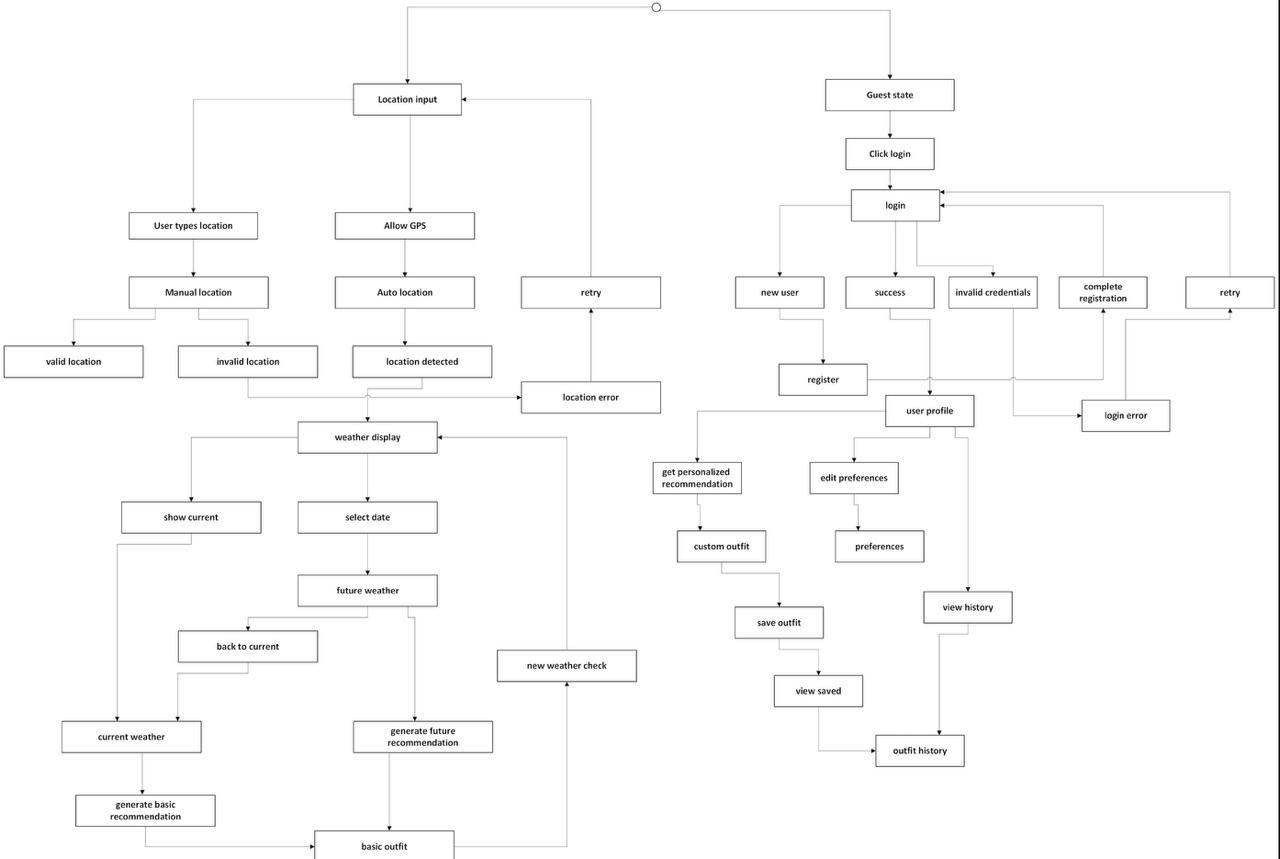 Guest state
Location input
Click login
login
User types location
Allow GPS
Manual location
Auto location
retry
new user
success
invalid credentials
complete
registration
retry
valid location
invalid location
location detected
register
location error
user profile
login error
weather display
get personalized
recommendation
edit preferences
show current
select date
custom outfit
preferences
future weather
view history
save outfit
back to current
new weather check
view saved
current weather
generate future
recommendation
outfit history
generate basic
recommendation
basic outfit